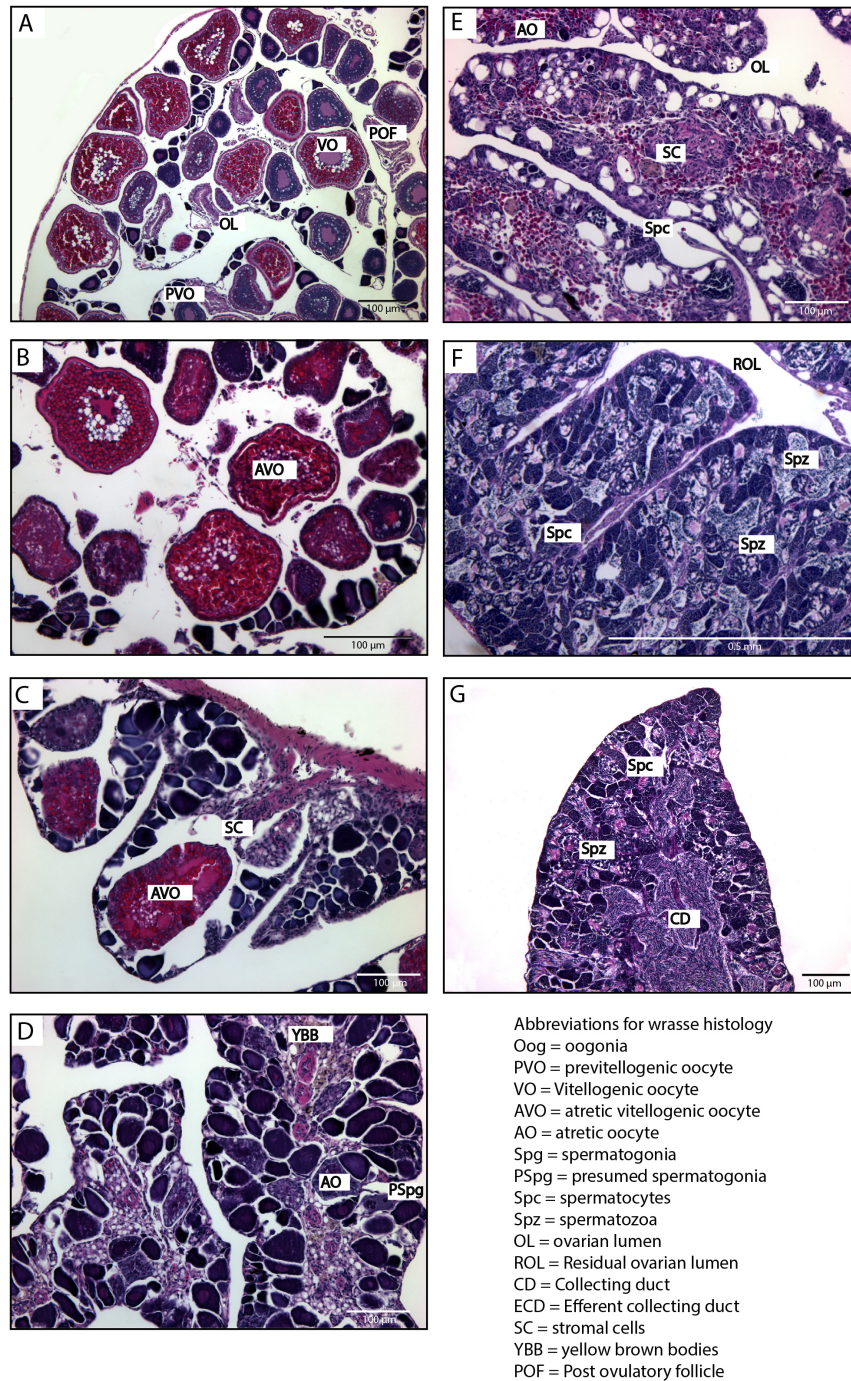 A
POF
VO
OL
PVO
100 µm
B
AVO
100 µm
C
SC
AVO
100 µm
D
YBB
AO
PSpg
100 µm
E
AO
OL
SC
Spc
100 µm
F
ROL
Spz
Spc
Spz
0.5 mm
G
Spc
Spz
CD
100 µm
Abbreviations for wrasse histology
Oog = oogonia
PVO = previtellogenic oocyte
VO = Vitellogenic oocyte
AVO = atretic vitellogenic oocyte
AO = atretic oocyte
Spg = spermatogonia
PSpg = presumed spermatogonia
Spc = spermatocytes
Spz = spermatozoa
OL = ovarian lumen
ROL = Residual ovarian lumen
CD = Collecting duct
ECD = Efferent collecting duct
SC = stromal cells
YBB = yellow brown bodies
POF = Post ovulatory follicle